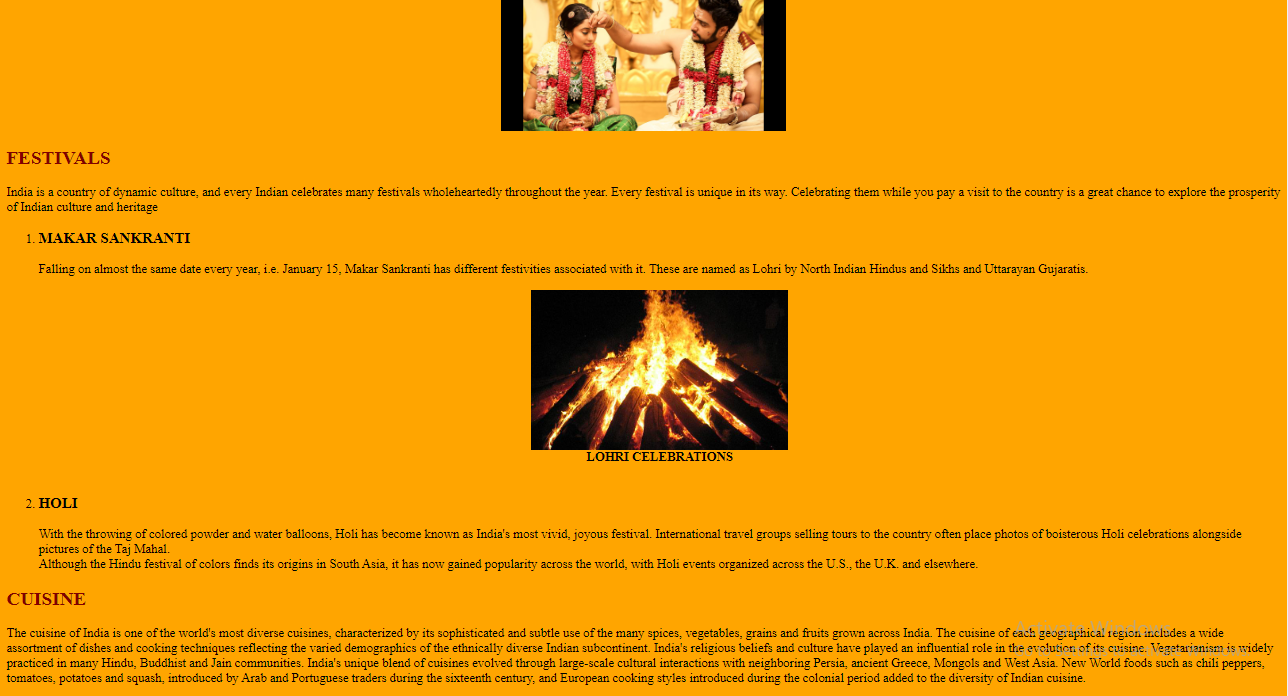 FESTIVALS
India is a country of dynamic culture, and every Indian celebrates many festivals wholeheartedly throughout the year. Every festival is unique in its way. Celebrating them while you pay a visit to the country is a great chance to explore the prosperity
of Indian culture and heritage
1. MAKAR SANKRANTI
Falling on almost the same date every year, i.e. January 15, Makar Sankranti has different festivities associated with it. These are named as Lohri by North Indian Hindus and Sikhs and Uttarayan Gujaratis.
LOHRI CELEBRATIONS
2. HOLI
With the throwing of colored powder and water balloons, Holi has become known as India's most vivid, joyous festival. International travel groups selling tours to the country often place photos of boisterous Holi celebrations alongside
pictures of the Taj Mahal.
Although the Hindu festival of colors finds its origins in South Asia, it has now gained popularity across the world, with Holi events organized across the U.S., the U.K. and elsewhere.
CUISINE
The cuisine of India is one of the world's most diverse cuisines, characterized by its sophisticated and subtle use of the many spices, vegetables, grains and fruits grown across India. The cuisine of each geographical region includes a wide
assortment of dishes and cooking techniques reflecting the varied demographics of the ethnically diverse Indian subcontinent. India's religious beliefs and culture have played an influential role in the evolution of its cuisine. Vegetarianism is widely
practiced in many Hindu, Buddhist and Jain communities. India's unique blend of cuisines evolved through large-scale cultural interactions with neighboring Persia, ancient Greece, Mongols and West Asia. New World foods such as chili peppers,
tomatoes, potatoes and squash, introduced by Arab and Portuguese traders during the sixteenth century, and European cooking styles introduced during the colonial period added to the diversity of Indian cuisine.
Activate Windows